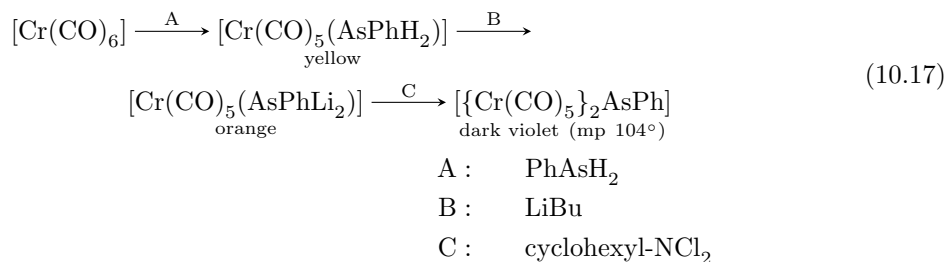 [Cr(CO)₆] —A→ [Cr(CO)₅(AsPhH₂)] —B→
yellow
(10.17)
[Cr(CO)₅(AsPhLi₂)] —C→ [{Cr(CO)₅}₂AsPh]
orange dark violet (mp 104°)
A : PhAsH₂
B : LiBu
C : cyclohexyl-NCl₂